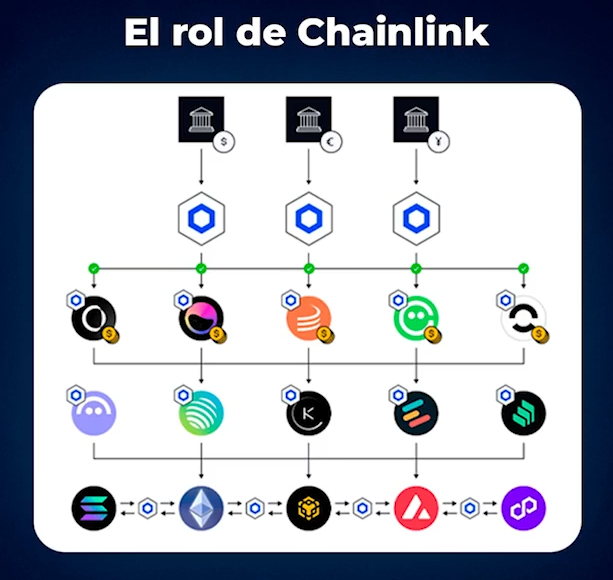 El rol de Chainlink
$ € ¥
$ $ $ $ $
K